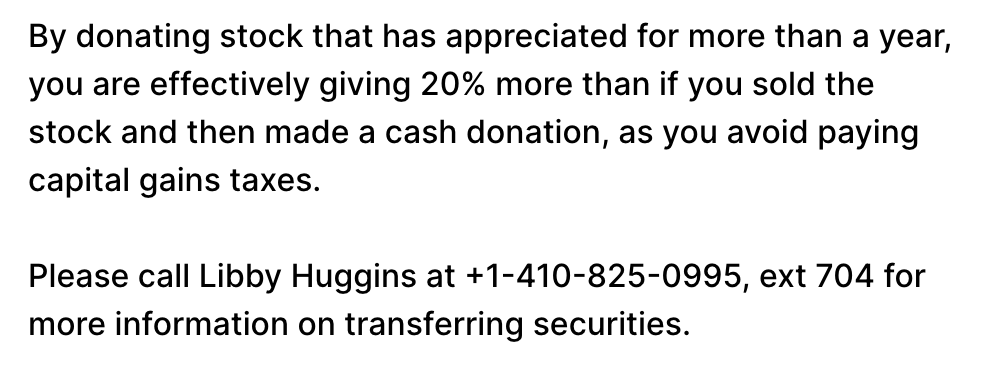 By donating stock that has appreciated for more than a year,
you are effectively giving 20% more than if you sold the
stock and then made a cash donation, as you avoid paying
capital gains taxes.
Please call Libby Huggins at +1-410-825-0995, ext 704 for
more information on transferring securities.